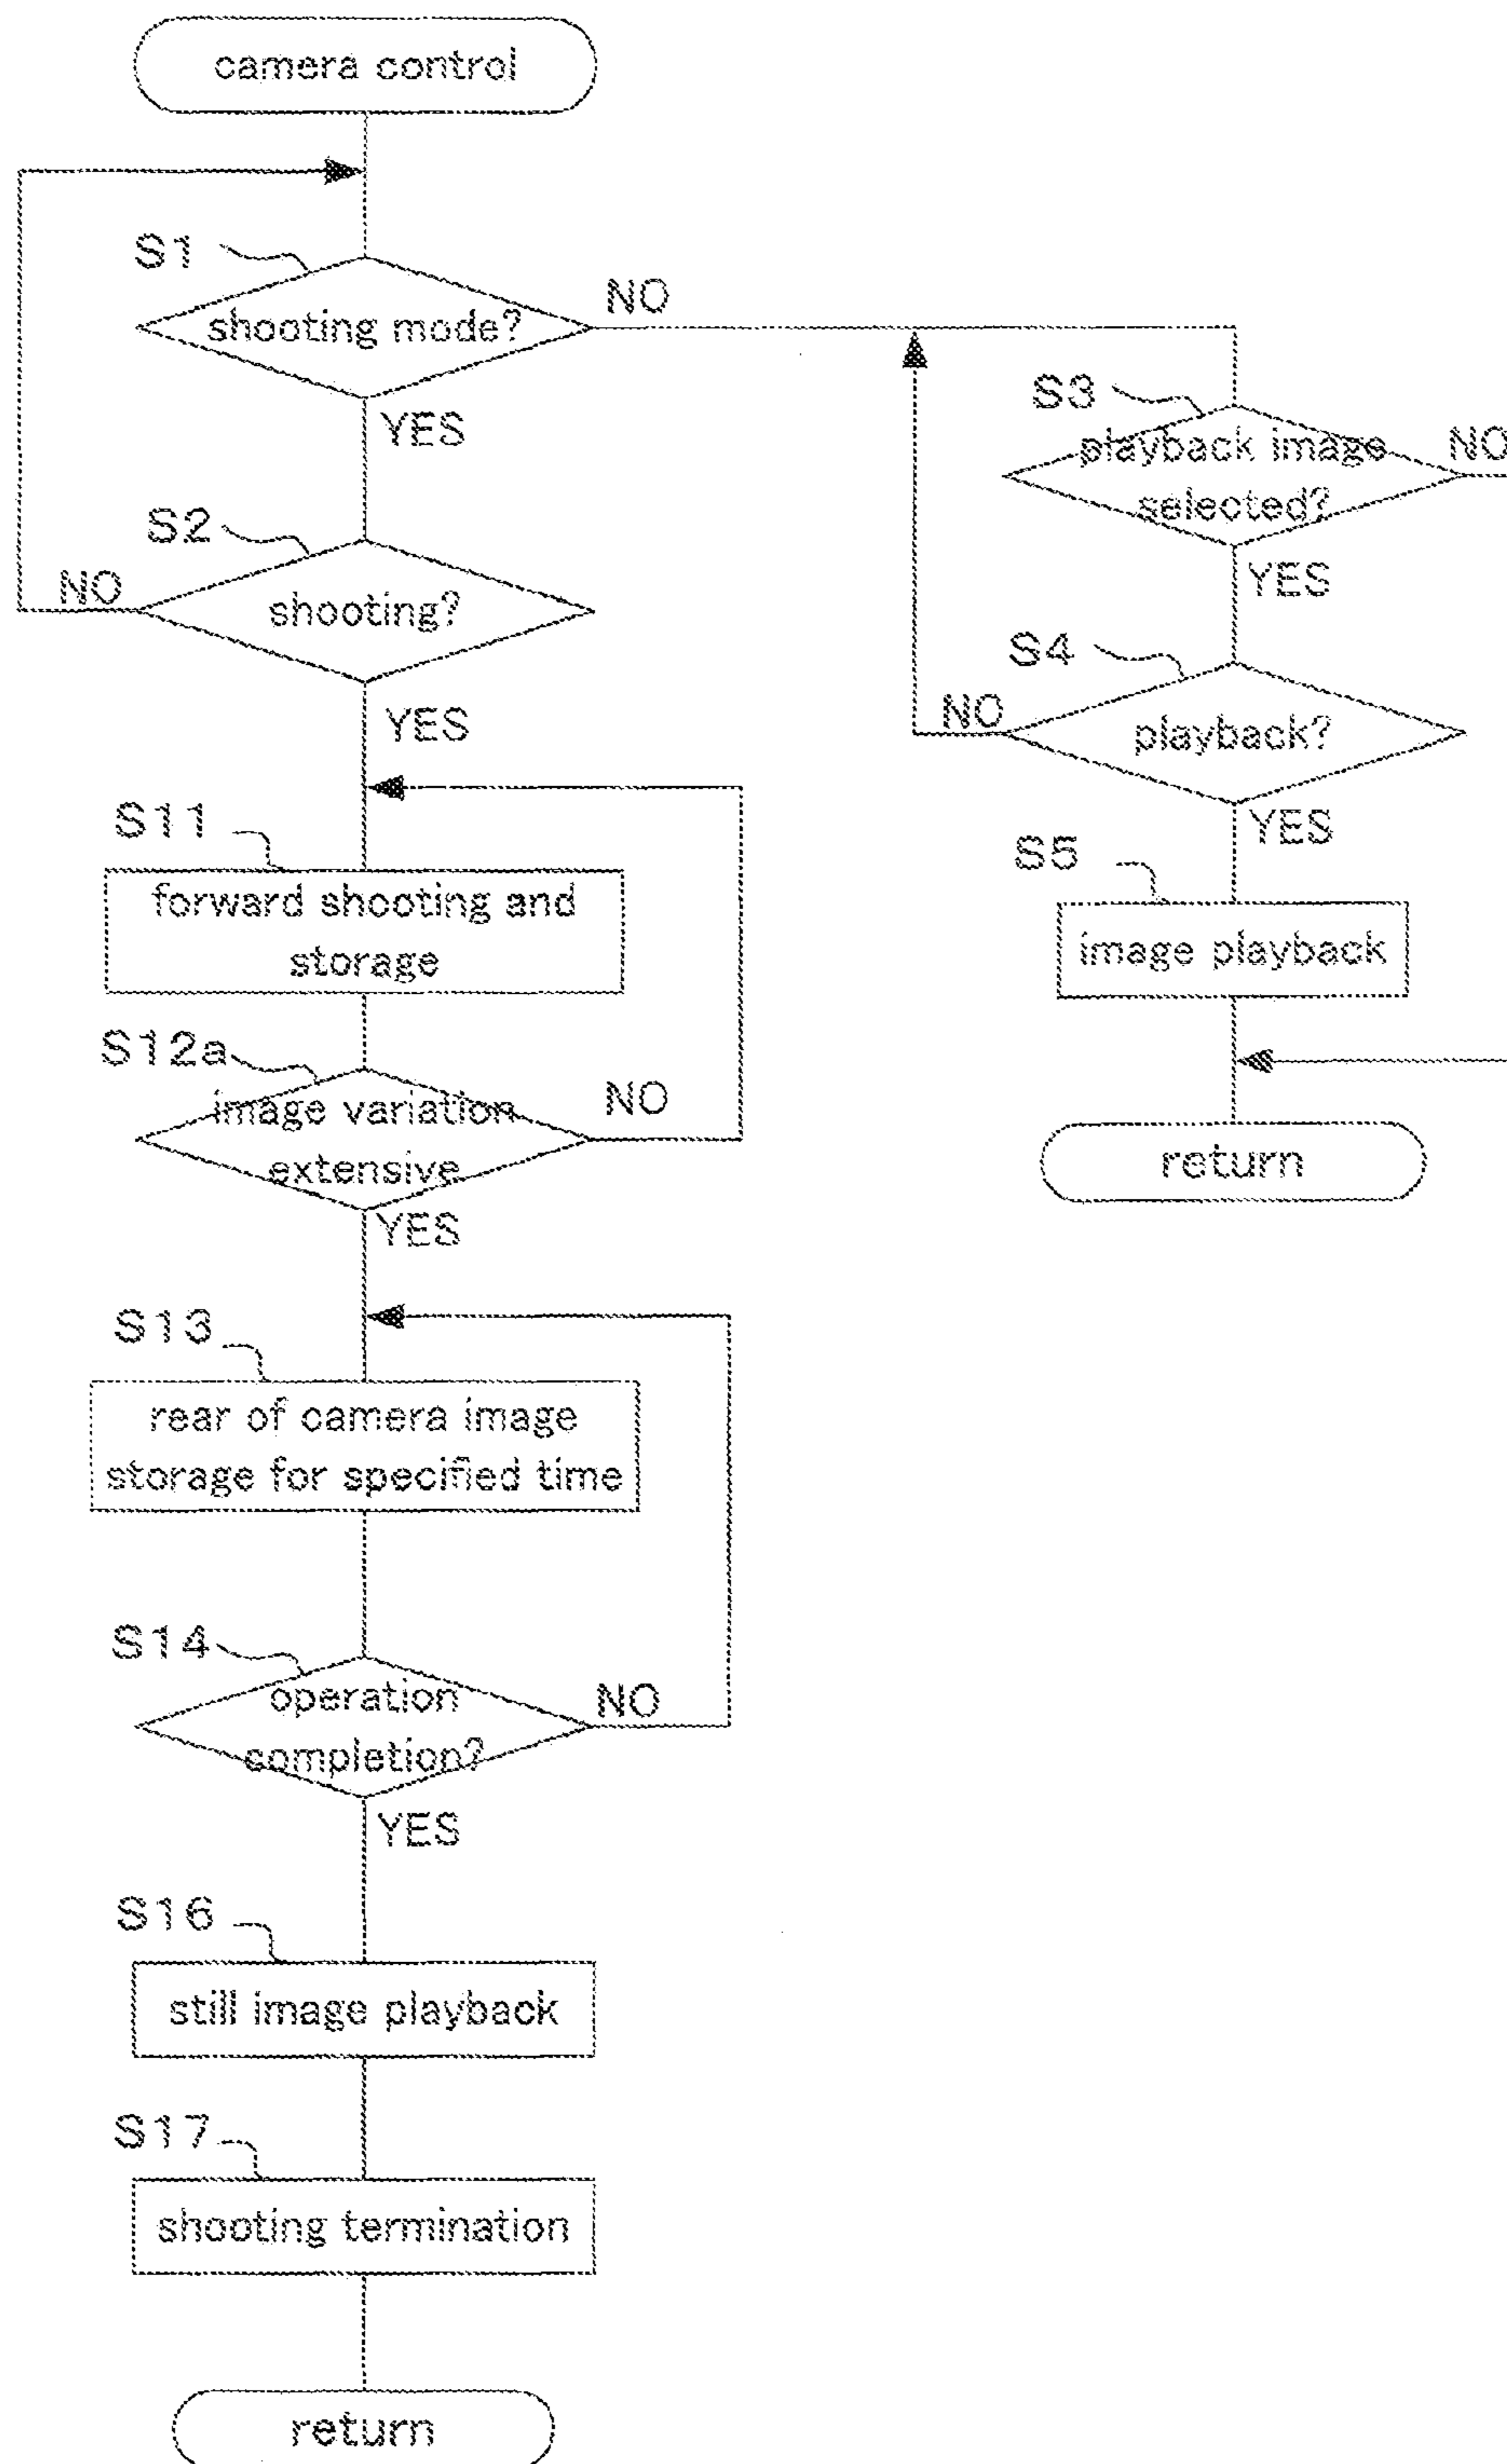 camera control
S1
shooting mode?
NO
YES
S2
NO
shooting?
YES
S11
forward shooting and
storage
S12a
image variation
extensive
NO
YES
S13
rear of camera image
storage for specified time
S14
operation
completion?
NO
YES
S16
still image playback
S17
shooting termination
return
S3
playback image
selected?
NO
YES
S4
NO
playback?
YES
S5
image playback
return